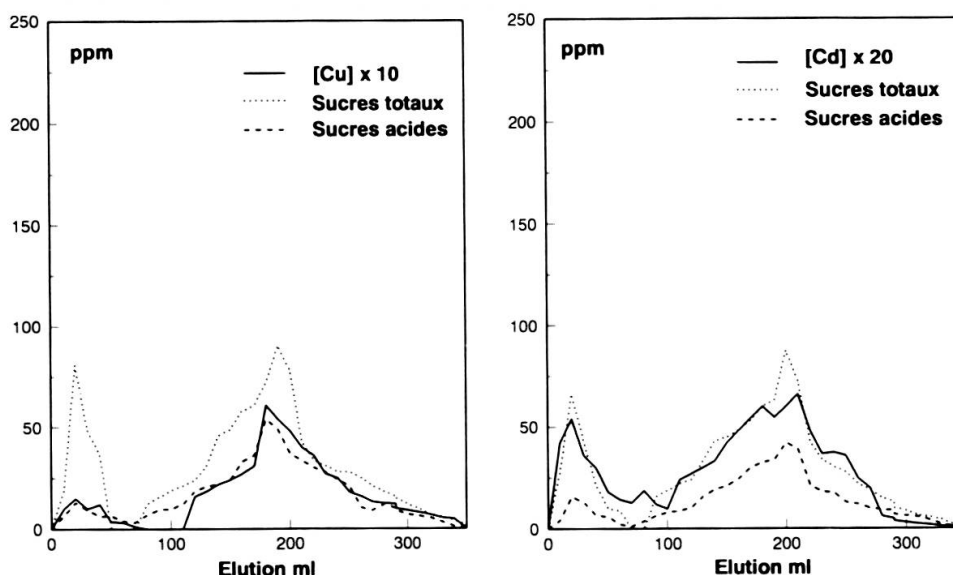 250
ppm
[Cu] x 10
Sucres totaux
Sucres acides
200
150
100
50
0
0 100 200 300
Elution ml
250
ppm
[Cd] x 20
Sucres totaux
Sucres acides
200
150
100
50
0
0 100 200 300
Elution ml